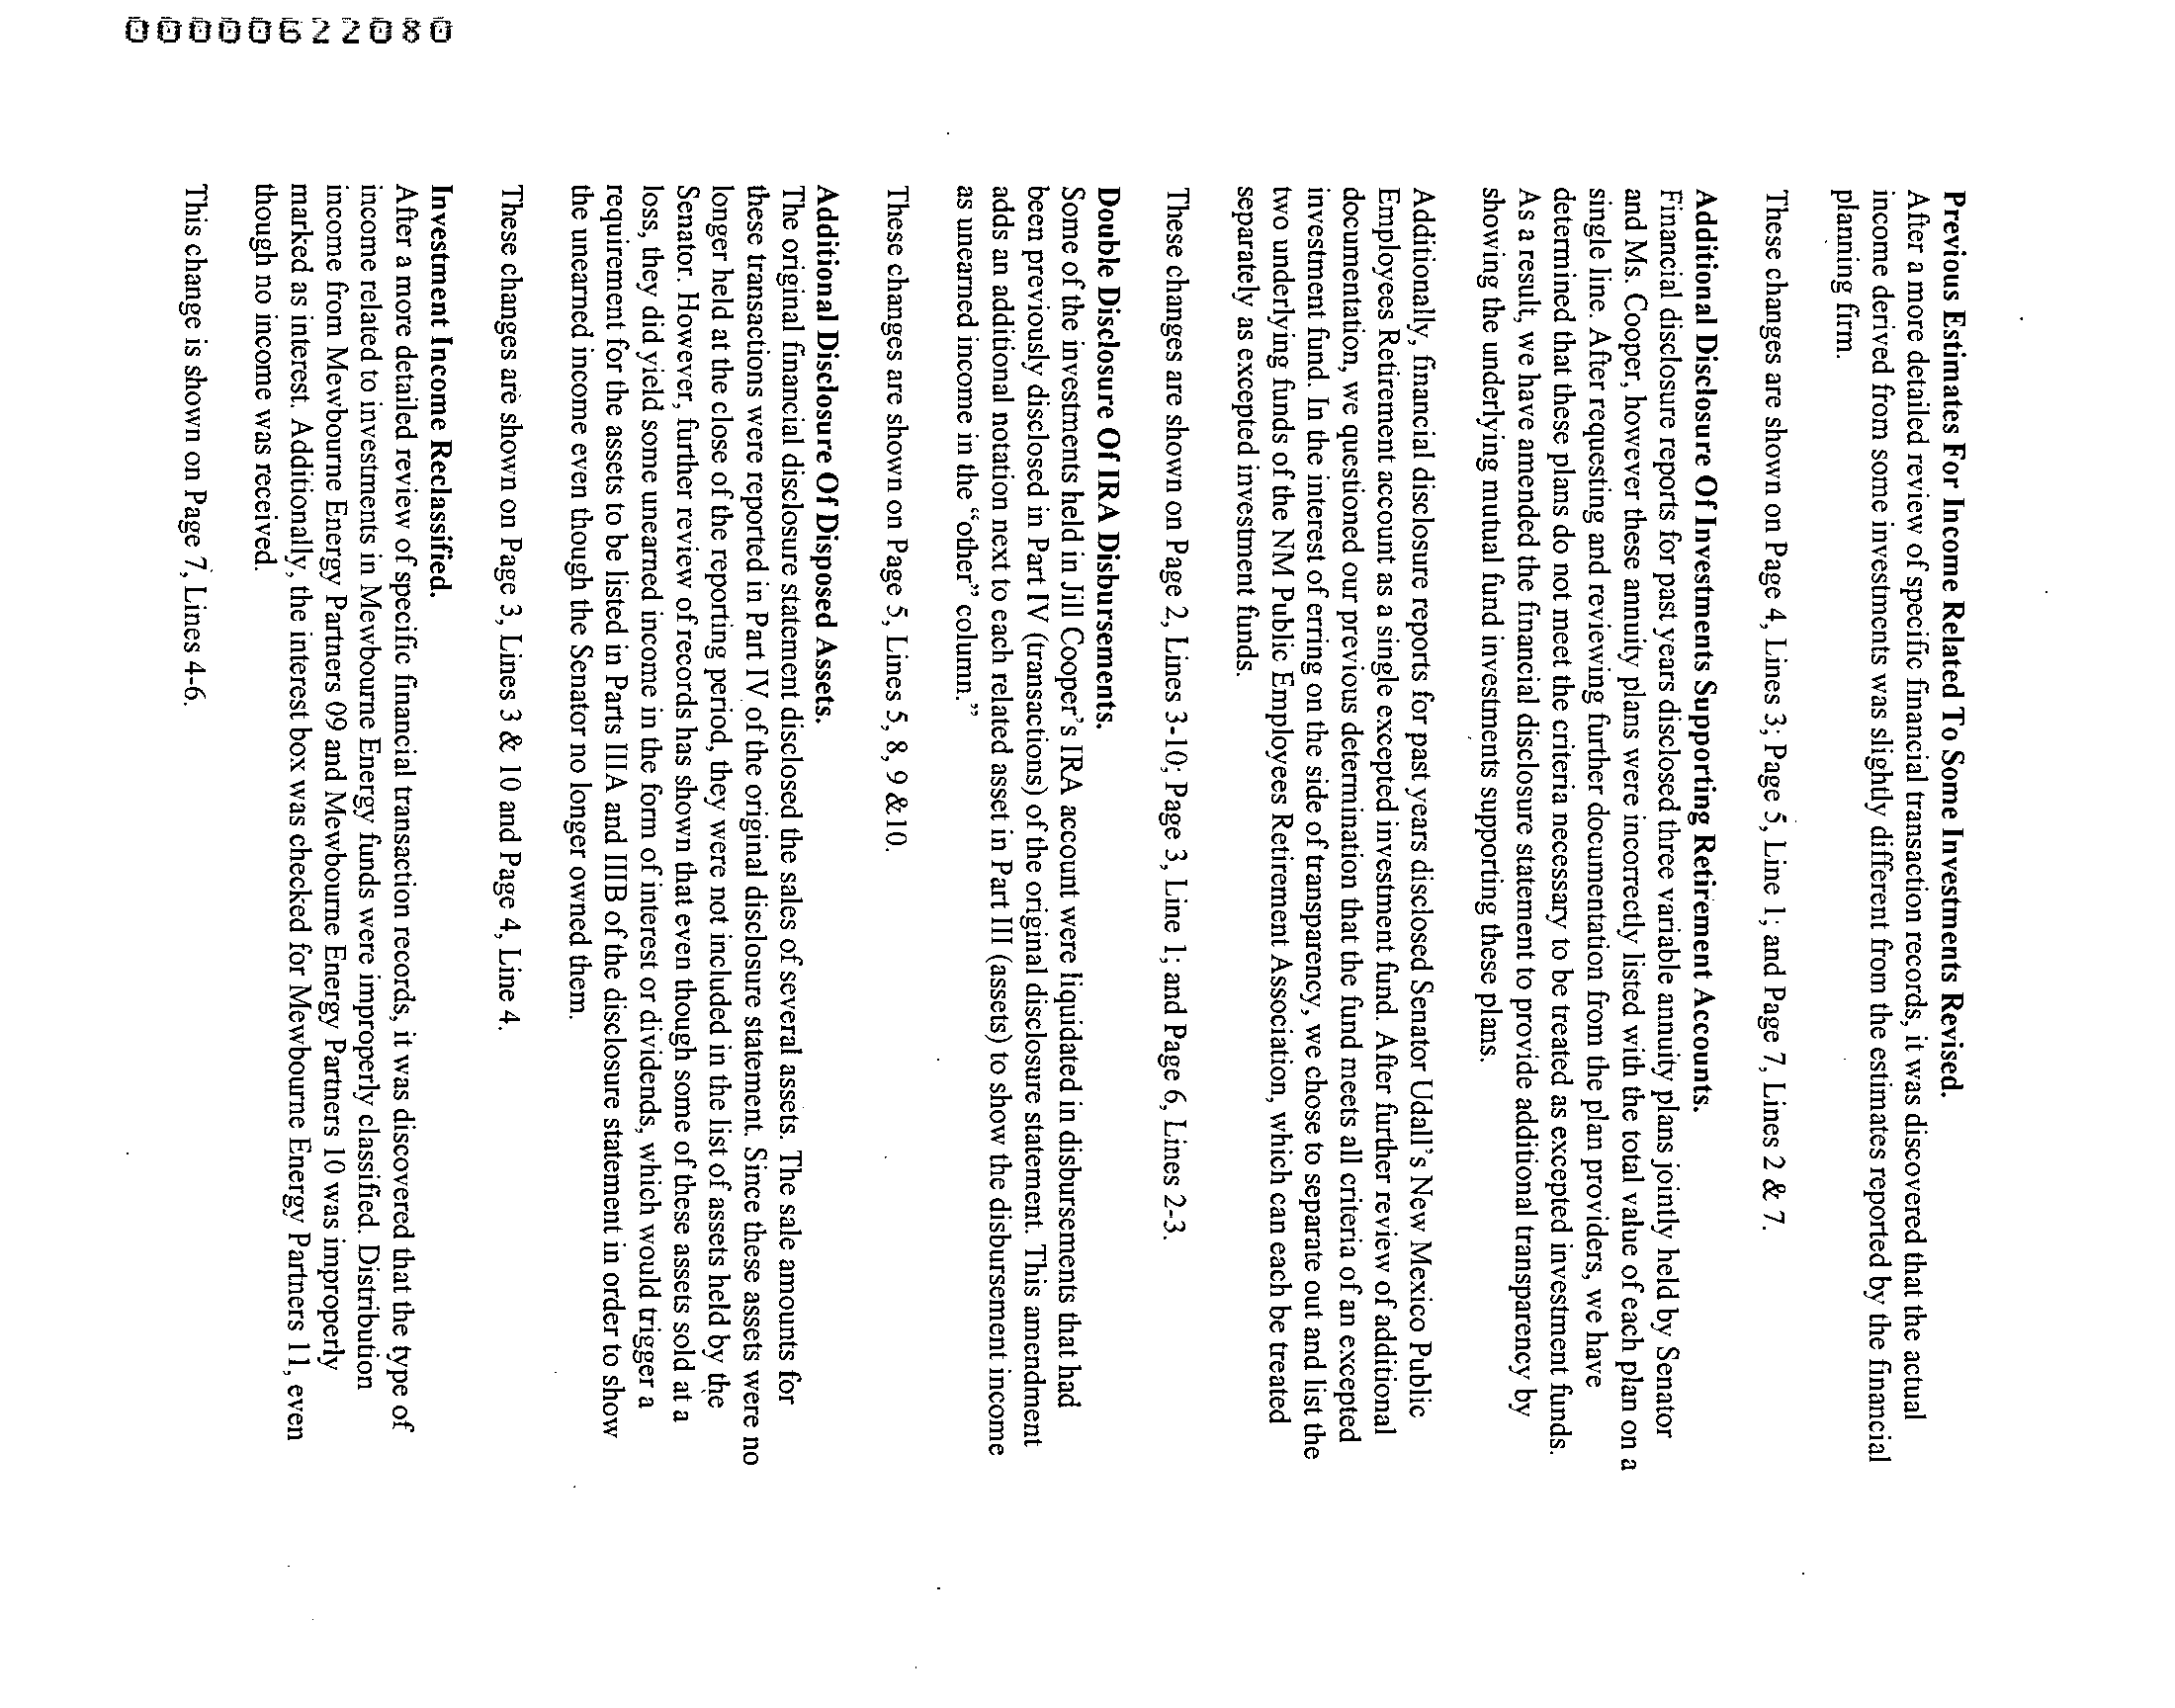 00000622080
Previous Estimates For Income Related To Some Investments Revised.
After a more detailed review of specific financial transaction records, it was discovered that the actual
income derived from some investments was slightly different from the estimates reported by the financial
planning firm.
These changes are shown on Page 4, Lines 3; Page 5, Line 1; and Page 7, Lines 2 & 7.
Additional Disclosure Of Investments Supporting Retirement Accounts.
Financial disclosure reports for past years disclosed three variable annuity plans jointly held by Senator
and Ms. Cooper, however these annuity plans were incorrectly listed with the total value of each plan on a
single line. After requesting and reviewing further documentation from the plan providers, we have
determined that these plans do not meet the criteria necessary to be treated as excepted investment funds.
As a result, we have amended the financial disclosure statement to provide additional transparency by
showing the underlying mutual fund investments supporting these plans.
Additionally, financial disclosure reports for past years disclosed Senator Udall's New Mexico Public
Employees Retirement account as a single excepted investment fund. After further review of additional
documentation, we questioned our previous determination that the fund meets all criteria of an excepted
investment fund. In the interest of erring on the side of transparency, we chose to separate out and list the
two underlying funds of the NM Public Employees Retirement Association, which can each be treated
separately as excepted investment funds.
These changes are shown on Page 2, Lines 3-10; Page 3, Line 1; and Page 6, Lines 2-3.
Double Disclosure Of IRA Disbursements.
Some of the investments held in Jill Cooper's IRA account were liquidated in disbursements that had
been previously disclosed in Part IV (transactions) of the original disclosure statement. This amendment
adds an additional notation next to each related asset in Part III (assets) to show the disbursement income
as unearned income in the "other" column."
These changes are shown on Page 5, Lines 5, 8, 9 &10.
Additional Disclosure Of Disposed Assets.
The original financial disclosure statement disclosed the sales of several assets. The sale amounts for
these transactions were reported in Part IV of the original disclosure statement. Since these assets were no
longer held at the close of the reporting period, they were not included in the list of assets held by the
Senator. However, further review of records has shown that even though some of these assets sold at a
loss, they did yield some unearned income in the form of interest or dividends, which would trigger a
requirement for the assets to be listed in Parts IIIA and IIIB of the disclosure statement in order to show
the unearned income even though the Senator no longer owned them.
These changes are shown on Page 3, Lines 3 & 10 and Page 4, Line 4.
Investment Income Reclassified.
After a more detailed review of specific financial transaction records, it was discovered that the type of
income related to investments in Mewbourne Energy funds were improperly classified. Distribution
income from Mewbourne Energy Partners 09 and Mewbourne Energy Partners 10 was improperly
marked as interest. Additionally, the interest box was checked for Mewbourne Energy Partners 11, even
though no income was received.
This change is shown on Page 7, Lines 4-6.